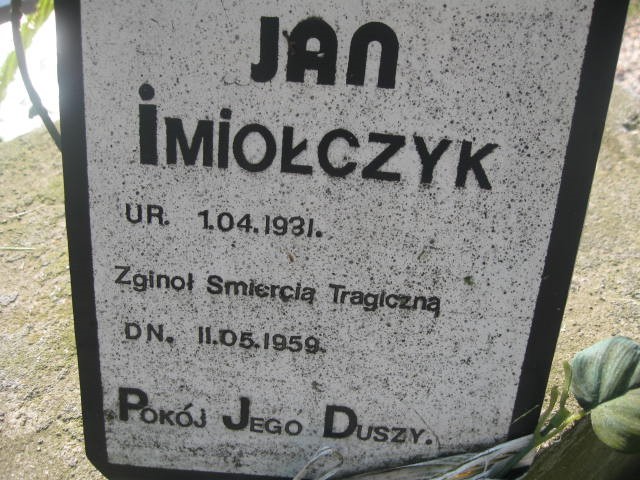 JAN
IMIOŁCZYK
UR. 1.04.1931.
Zginoł Smiercią Tragiczną
DN. 11.05.1959.
POKÓJ JEGO DUSZY.